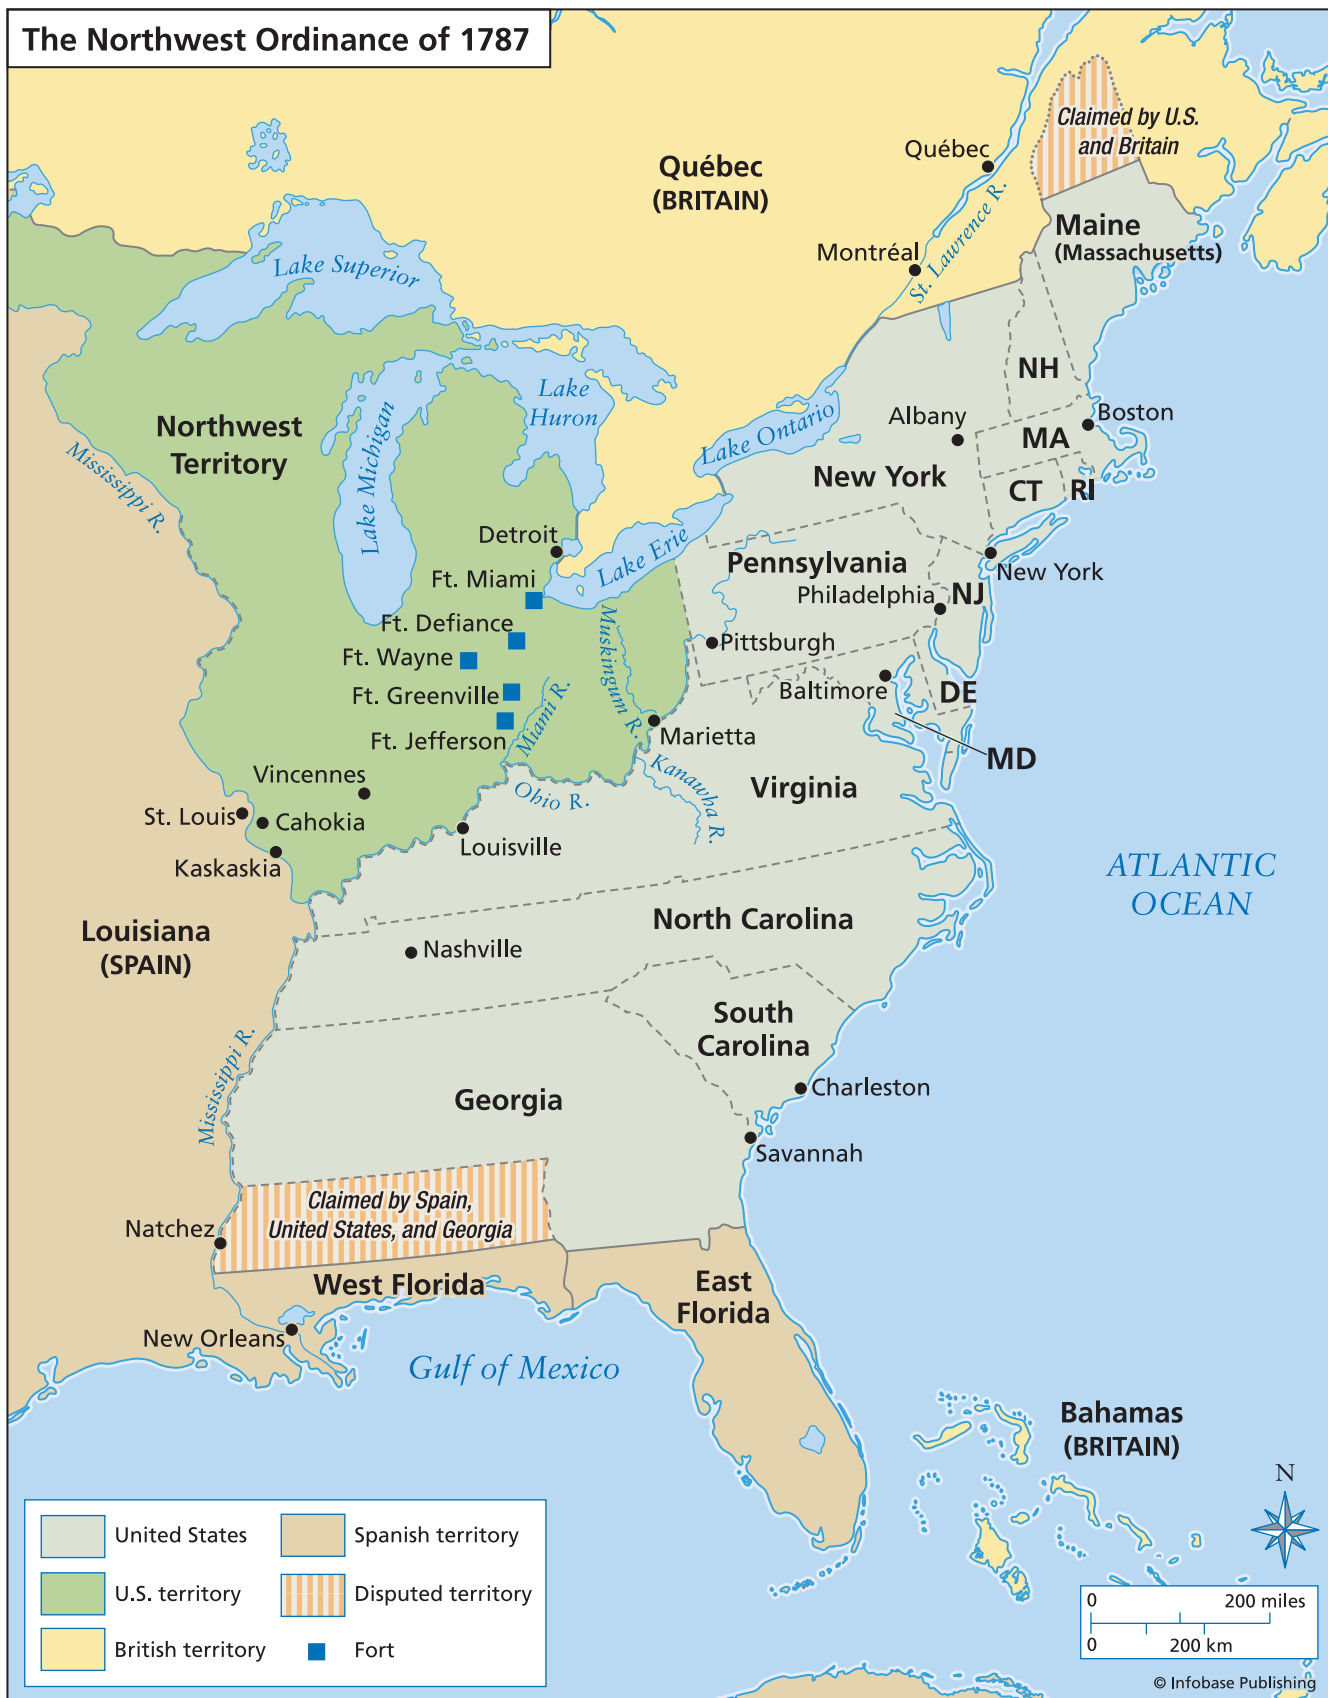 The Northwest Ordinance of 1787
Claimed by U.S.
and Britain
Québec
Québec
(BRITAIN)
St. Lawrence R.
Maine
(Massachusetts)
Montréal
Lake Superior
NH
Lake
Huron
Lake Michigan
Lake Ontario
Albany
Boston
Northwest
Territory
MA
Mississippi R.
New York
CT
RI
Detroit
Lake Erie
Pennsylvania
New York
Ft. Miami
Philadelphia
NJ
Ft. Defiance
Muskingum R.
Pittsburgh
Ft. Wayne
Ft. Greenville
Miami R.
Baltimore
DE
Ft. Jefferson
Marietta
MD
Vincennes
Ohio R.
Kanawha R.
Virginia
St. Louis
Cahokia
Louisville
Kaskaskia
ATLANTIC
OCEAN
Louisiana
(SPAIN)
North Carolina
Nashville
South
Carolina
Mississippi R.
Georgia
Charleston
Savannah
Claimed by Spain,
United States, and Georgia
Natchez
West Florida
East
Florida
New Orleans
Gulf of Mexico
Bahamas
(BRITAIN)
N
United States
Spanish territory
U.S. territory
Disputed territory
British territory
Fort
0 200 miles
0 200 km
© Infobase Publishing